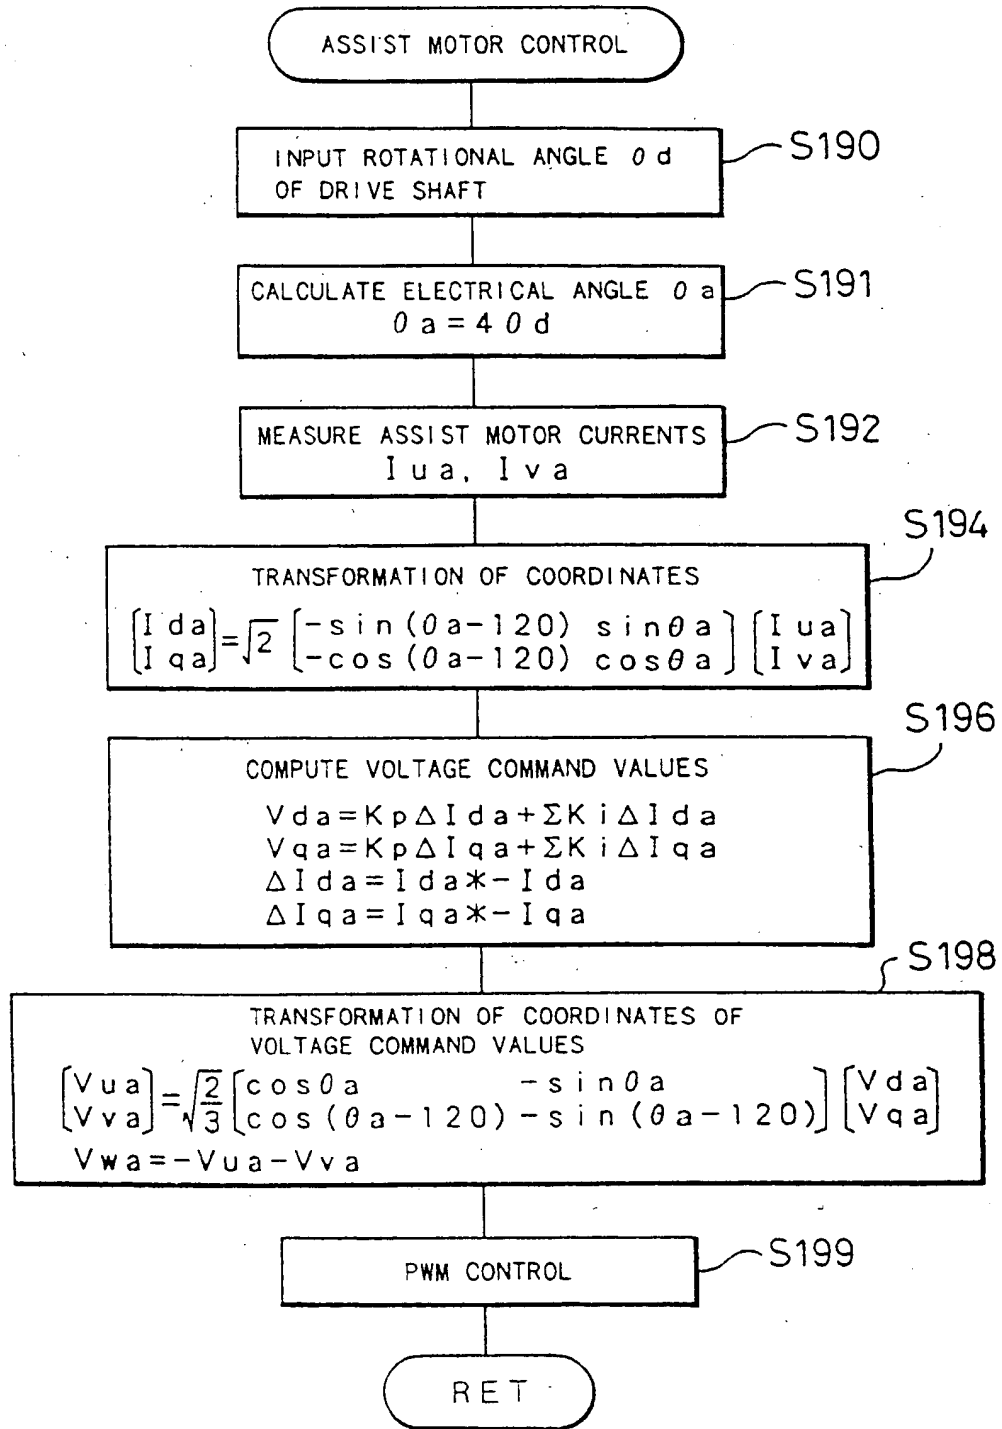 ASSIST MOTOR CONTROL
INPUT ROTATIONAL ANGLE θd
OF DRIVE SHAFT
S190
CALCULATE ELECTRICAL ANGLE θa
θa=4θd
S191
MEASURE ASSIST MOTOR CURRENTS
Iua, Iva
S192
S194
TRANSFORMATION OF COORDINATES
[Ida]=√2 [-sin(θa-120) sinθa] [Iua]
[Iqa] [-cos(θa-120) cosθa] [Iva]
S196
COMPUTE VOLTAGE COMMAND VALUES
Vda=KpΔIda+ΣKiΔIda
Vqa=KpΔIqa+ΣKiΔIqa
ΔIda=Ida*-Ida
ΔIqa=Iqa*-Iqa
S198
TRANSFORMATION OF COORDINATES OF
VOLTAGE COMMAND VALUES
[Vua]=√2/3 [cosθa -sinθa] [Vda]
[Vva] [cos(θa-120) -sin(θa-120)] [Vqa]
Vwa=-Vua-Vva
PWM CONTROL
S199
RET